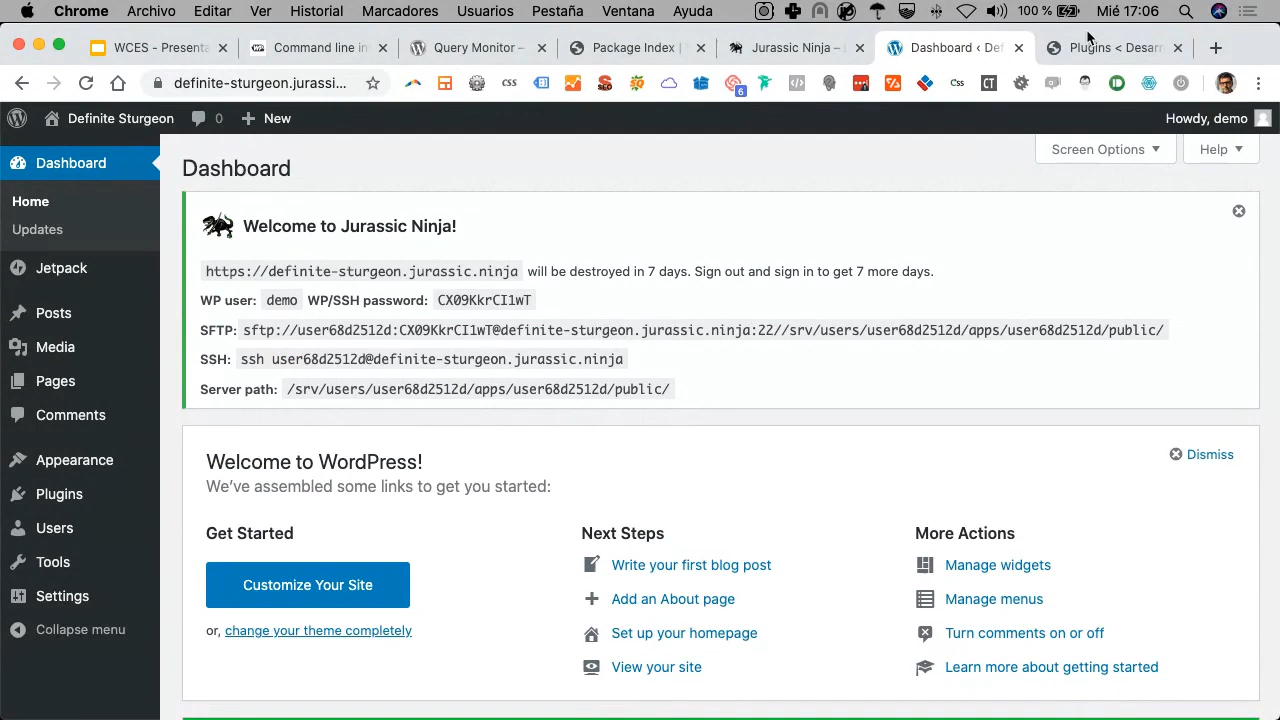 Chrome Archivo Editar Ver Historial Marcadores Usuarios Pestaña Ventana Ayuda 100 % Mié 17:06
WCES - Presenta Command line in Query Monitor – Package Index | Jurassic Ninja – Dashboard ‹ Def Plugins < Desarr
definite-sturgeon.jurassi...
css 6 Css CT
Definite Sturgeon 0 New Howdy, demo
Dashboard
Home
Updates
Jetpack
Posts
Media
Pages
Comments
Appearance
Plugins
Users
Tools
Settings
Collapse menu
Screen Options Help
Dashboard
Welcome to Jurassic Ninja!
https://definite-sturgeon.jurassic.ninja will be destroyed in 7 days. Sign out and sign in to get 7 more days.
WP user: demo WP/SSH password: CX09KkrCI1wT
SFTP: sftp://user68d2512d:CX09KkrCI1wT@definite-sturgeon.jurassic.ninja:22//srv/users/user68d2512d/apps/user68d2512d/public/
SSH: ssh user68d2512d@definite-sturgeon.jurassic.ninja
Server path: /srv/users/user68d2512d/apps/user68d2512d/public/
Welcome to WordPress!
Dismiss
We've assembled some links to get you started:
Get Started
Customize Your Site
or, change your theme completely
Next Steps
Write your first blog post
Add an About page
Set up your homepage
View your site
More Actions
Manage widgets
Manage menus
Turn comments on or off
Learn more about getting started